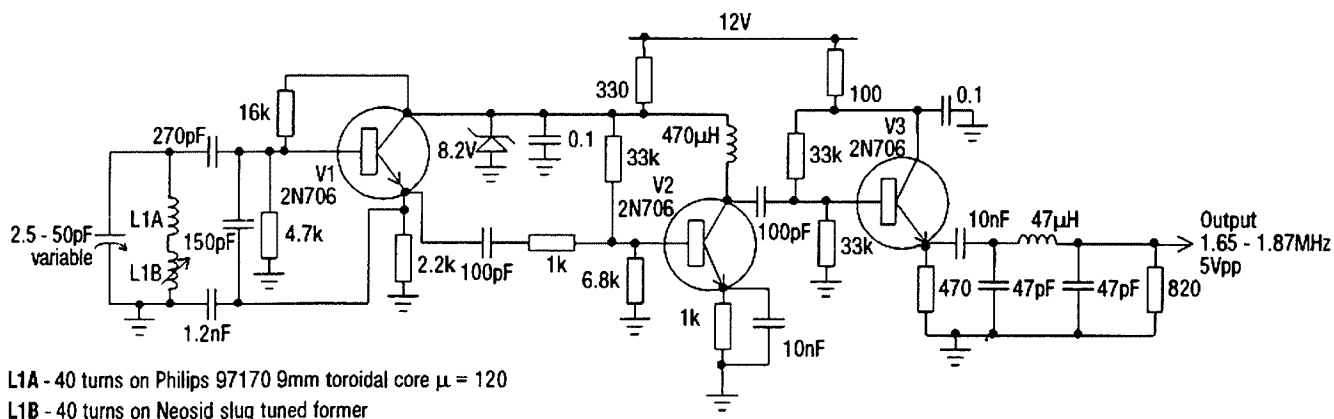 12V
330
100
0.1
16k
270pF
8.2V
0.1
33k
470µH
33k
V3
2N706
V1
2N706
V2
2N706
2.5 - 50pF
variable
L1A
L1B
150pF
4.7k
2.2k
100pF
1k
6.8k
100pF
33k
10nF
47µH
Output
1.65 - 1.87MHz
5Vpp
470
47pF
47pF
820
1.2nF
1k
10nF
L1A - 40 turns on Philips 97170 9mm toroidal core µ = 120
L1B - 40 turns on Neosid slug tuned former